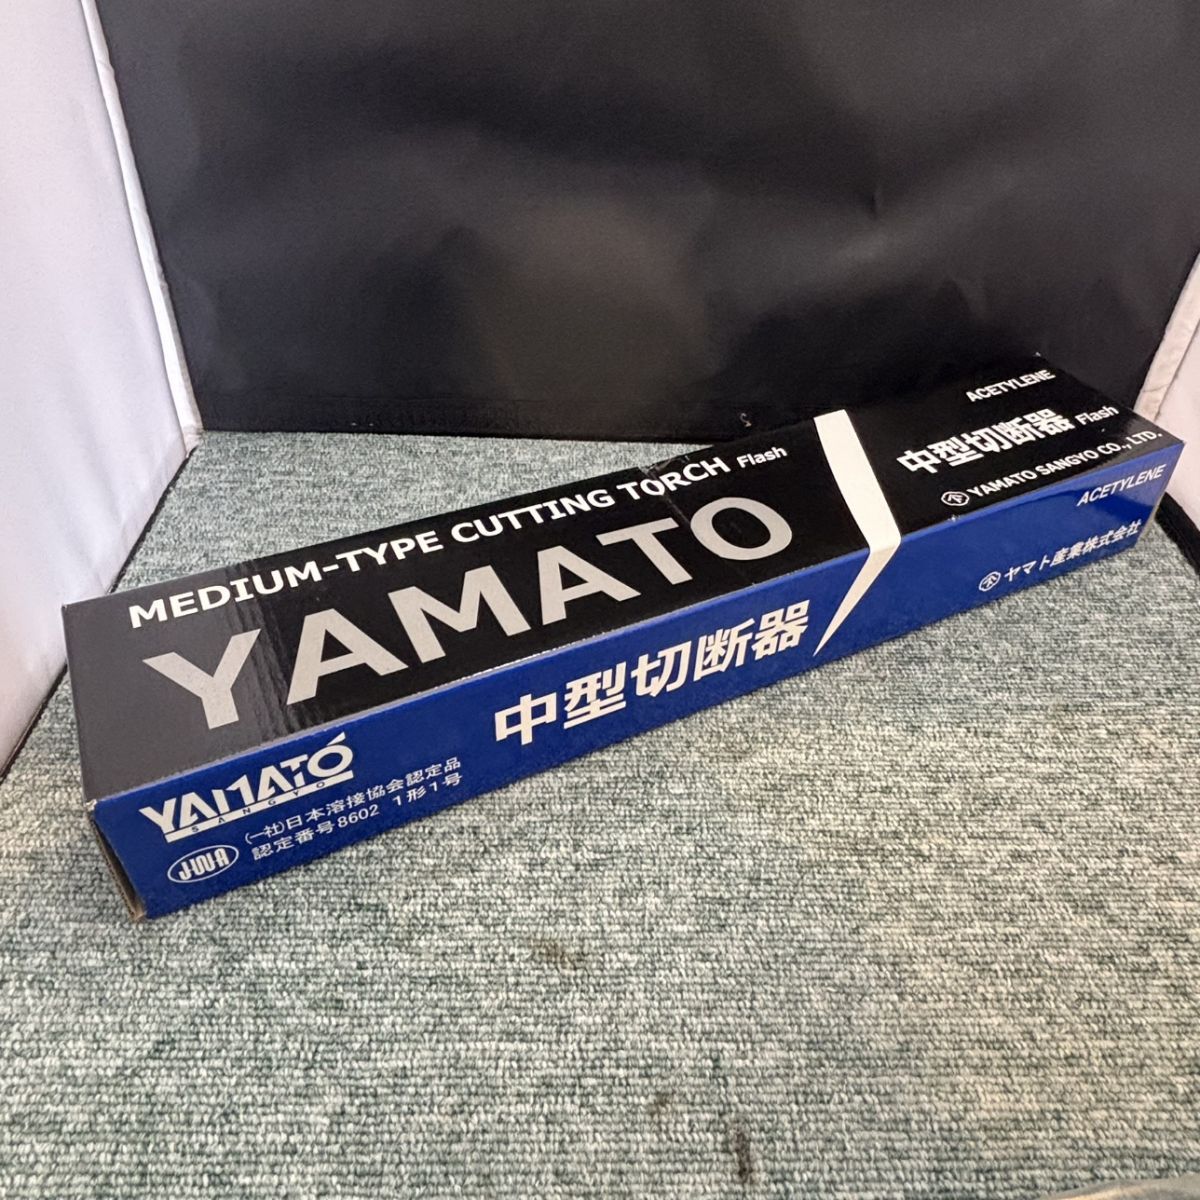 MEDIUM-TYPE CUTTING TORCH Flash
YAMATO
ACETYLENE
中型切断器 Flash
YAMATO SANGYO CO., LTD.
YAMATO
SANGYO
中型切断器
ACETYLENE
ヤマト産業株式会社
(一社)日本溶接協会認定品
認定番号8602 1形1号
J·W·A